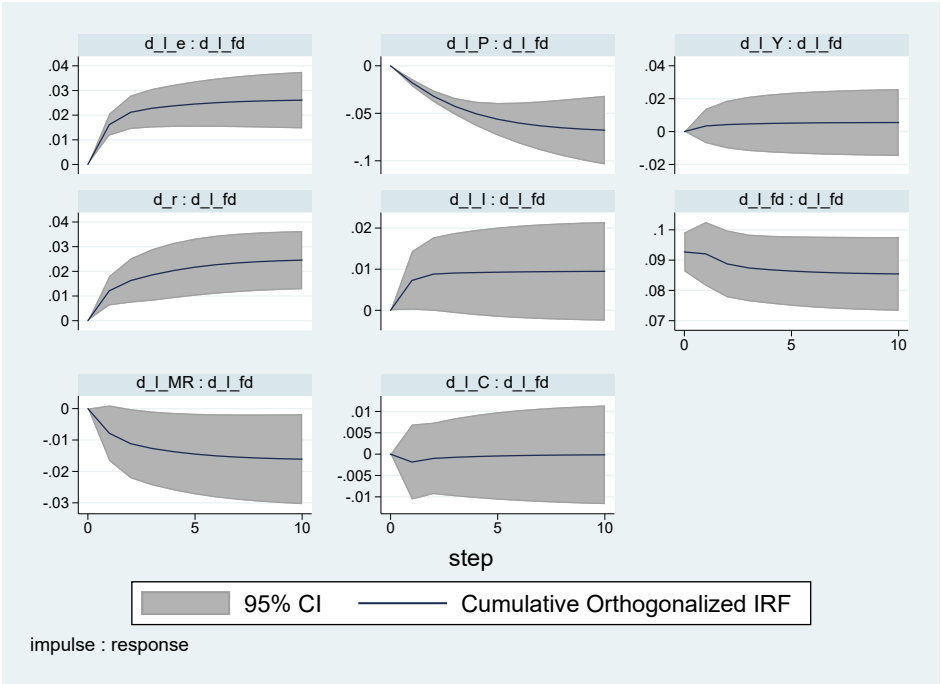 d_l_e : d_l_fd
d_l_P : d_l_fd
d_l_Y : d_l_fd
.04
.03
.02
.01
0
0
-.05
-.1
.04
.02
0
-.02
d_r : d_l_fd
d_l_I : d_l_fd
d_l_fd : d_l_fd
.04
.03
.02
.01
0
.02
.01
0
.1
.09
.08
.07
0 5 10
d_l_MR : d_l_fd
d_l_C : d_l_fd
0
-.01
-.02
-.03
0 5 10
.01
.005
0
-.005
-.01
0 5 10
step
95% CI
Cumulative Orthogonalized IRF
impulse : response